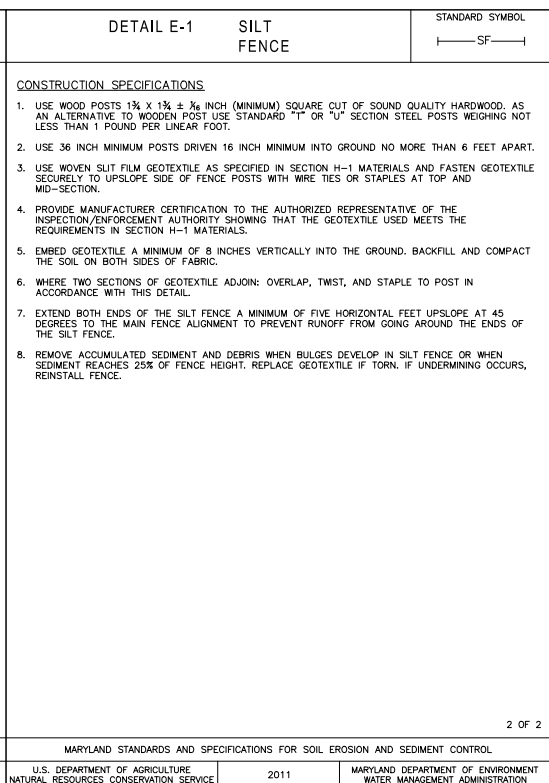 DETAIL E-1 SILT FENCE
STANDARD SYMBOL
SF
CONSTRUCTION SPECIFICATIONS
1. USE WOOD POSTS 1¾ X 1¾ ± 1/16 INCH (MINIMUM) SQUARE CUT OF SOUND QUALITY HARDWOOD. AS
AN ALTERNATIVE TO WOODEN POST USE STANDARD "T" OR "U" SECTION STEEL POSTS WEIGHING NOT
LESS THAN 1 POUND PER LINEAR FOOT.
2. USE 36 INCH MINIMUM POSTS DRIVEN 16 INCH MINIMUM INTO GROUND NO MORE THAN 6 FEET APART.
3. USE WOVEN SLIT FILM GEOTEXTILE AS SPECIFIED IN SECTION H-1 MATERIALS AND FASTEN GEOTEXTILE
SECURELY TO UPSLOPE SIDE OF FENCE POSTS WITH WIRE TIES OR STAPLES AT TOP AND
MID-SECTION.
4. PROVIDE MANUFACTURER CERTIFICATION TO THE AUTHORIZED REPRESENTATIVE OF THE
INSPECTION/ENFORCEMENT AUTHORITY SHOWING THAT THE GEOTEXTILE USED MEETS THE
REQUIREMENTS IN SECTION H-1 MATERIALS.
5. EMBED GEOTEXTILE A MINIMUM OF 8 INCHES VERTICALLY INTO THE GROUND. BACKFILL AND COMPACT
THE SOIL ON BOTH SIDES OF FABRIC.
6. WHERE TWO SECTIONS OF GEOTEXTILE ADJOIN: OVERLAP, TWIST, AND STAPLE TO POST IN
ACCORDANCE WITH THIS DETAIL.
7. EXTEND BOTH ENDS OF THE SILT FENCE A MINIMUM OF FIVE HORIZONTAL FEET UPSLOPE AT 45
DEGREES TO THE MAIN FENCE ALIGNMENT TO PREVENT RUNOFF FROM GOING AROUND THE ENDS OF
THE SILT FENCE.
8. REMOVE ACCUMULATED SEDIMENT AND DEBRIS WHEN BULGES DEVELOP IN SILT FENCE OR WHEN
SEDIMENT REACHES 25% OF FENCE HEIGHT. REPLACE GEOTEXTILE IF TORN. IF UNDERMINING OCCURS,
REINSTALL FENCE.
2 OF 2
MARYLAND STANDARDS AND SPECIFICATIONS FOR SOIL EROSION AND SEDIMENT CONTROL
U.S. DEPARTMENT OF AGRICULTURE
NATURAL RESOURCES CONSERVATION SERVICE
2011
MARYLAND DEPARTMENT OF ENVIRONMENT
WATER MANAGEMENT ADMINISTRATION